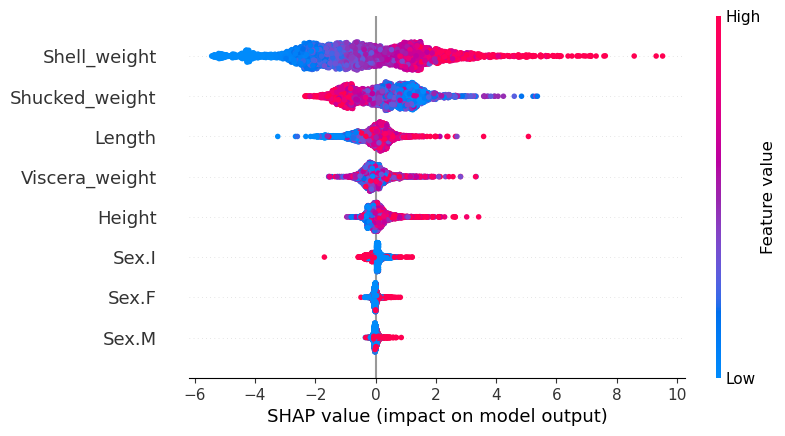 High
Shell_weight
Shucked_weight
Length
Viscera_weight
Height
Sex.I
Sex.F
Sex.M
Feature value
Low
−6 −4 −2 0 2 4 6 8 10
SHAP value (impact on model output)